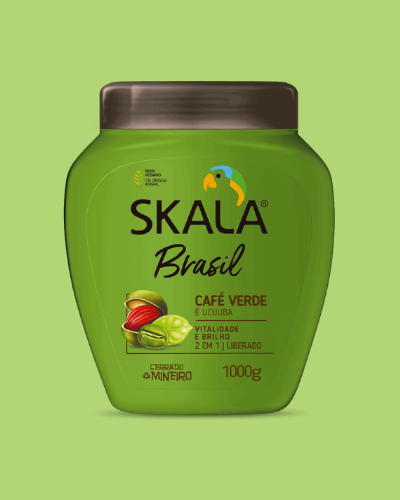 100% VEGANO
SKALA®
Brasil
CAFÉ VERDE
E UCUUBA
VITALIDADE
E BRILHO
2 EM 1 | LIBERADO
CERRADO
MINEIRO
1000g